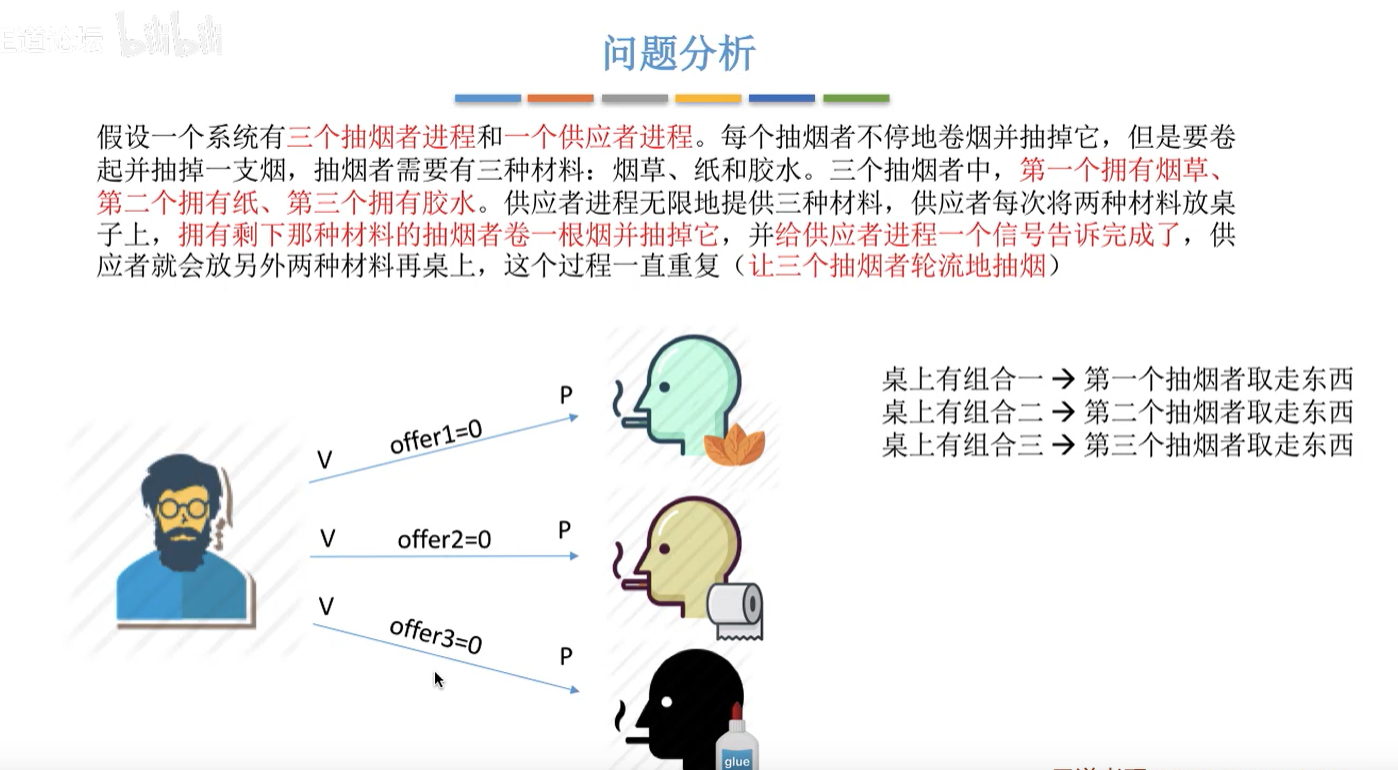 bilibili
问题分析
假设一个系统有三个抽烟者进程和一个供应者进程。每个抽烟者不停地卷烟并抽掉它，但是要卷
起并抽掉一支烟，抽烟者需要有三种材料：烟草、纸和胶水。三个抽烟者中，第一个拥有烟草、
第二个拥有纸、第三个拥有胶水。供应者进程无限地提供三种材料，供应者每次将两种材料放桌
子上，拥有剩下那种材料的抽烟者卷一根烟并抽掉它，并给供应者进程一个信号告诉完成了，供
应者就会放另外两种材料再桌上，这个过程一直重复（让三个抽烟者轮流地抽烟）
桌上有组合一 → 第一个抽烟者取走东西
桌上有组合二 → 第二个抽烟者取走东西
桌上有组合三 → 第三个抽烟者取走东西
V offer1=0 P
V offer2=0 P
V offer3=0 P
glue